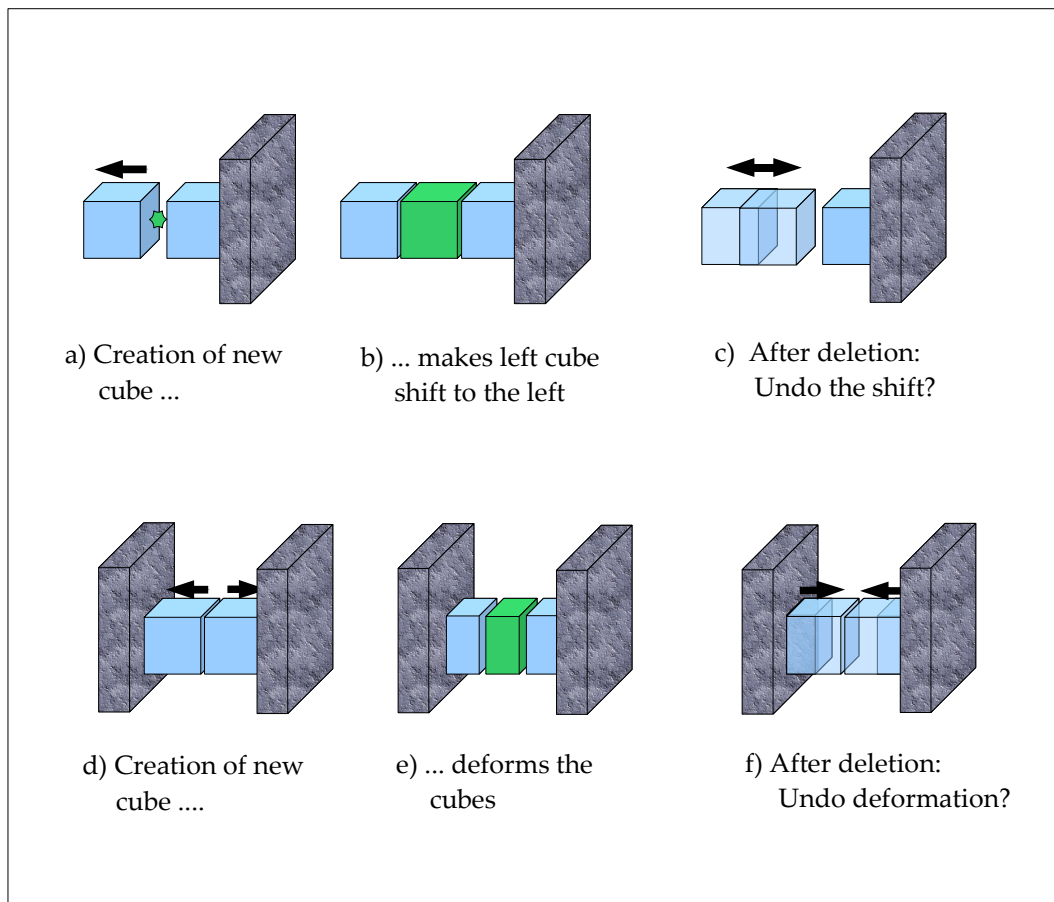 a) Creation of new
cube ...
b) ... makes left cube
shift to the left
c) After deletion:
Undo the shift?
d) Creation of new
cube ....
e) ... deforms the
cubes
f) After deletion:
Undo deformation?